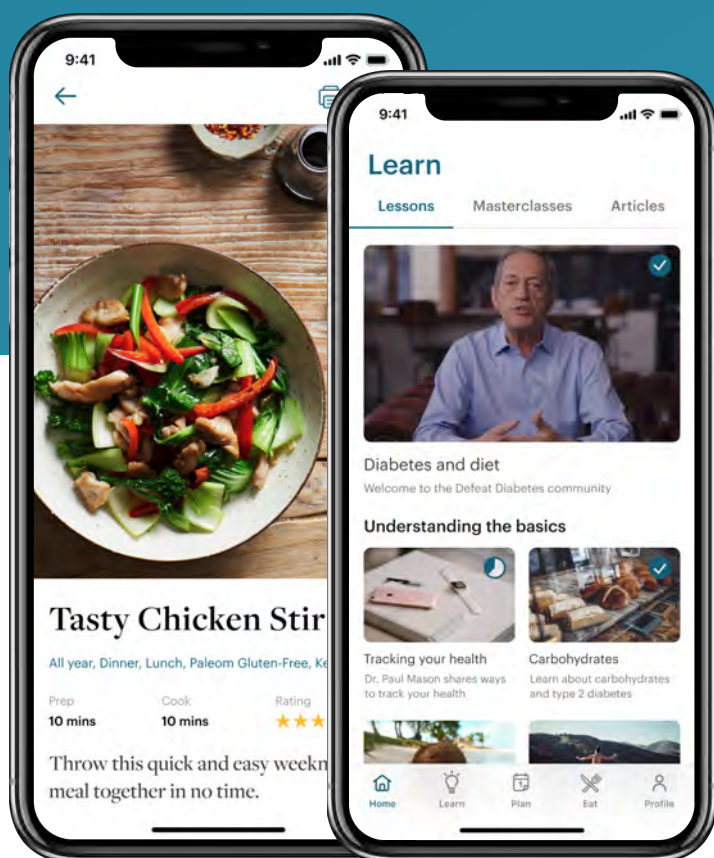 9:41
Tasty Chicken Stir
All year, Dinner, Lunch, Paleom Gluten-Free, Ke
Prep
Cook
Rating
10 mins
10 mins
Throw this quick and easy weekn
meal together in no time.
9:41
Learn
Lessons
Masterclasses
Articles
Diabetes and diet
Welcome to the Defeat Diabetes community
Understanding the basics
Tracking your health
Dr. Paul Mason shares ways
to track your health
Carbohydrates
Learn about carbohydrates
and type 2 diabetes
Home
Learn
Plan
Eat
Profile